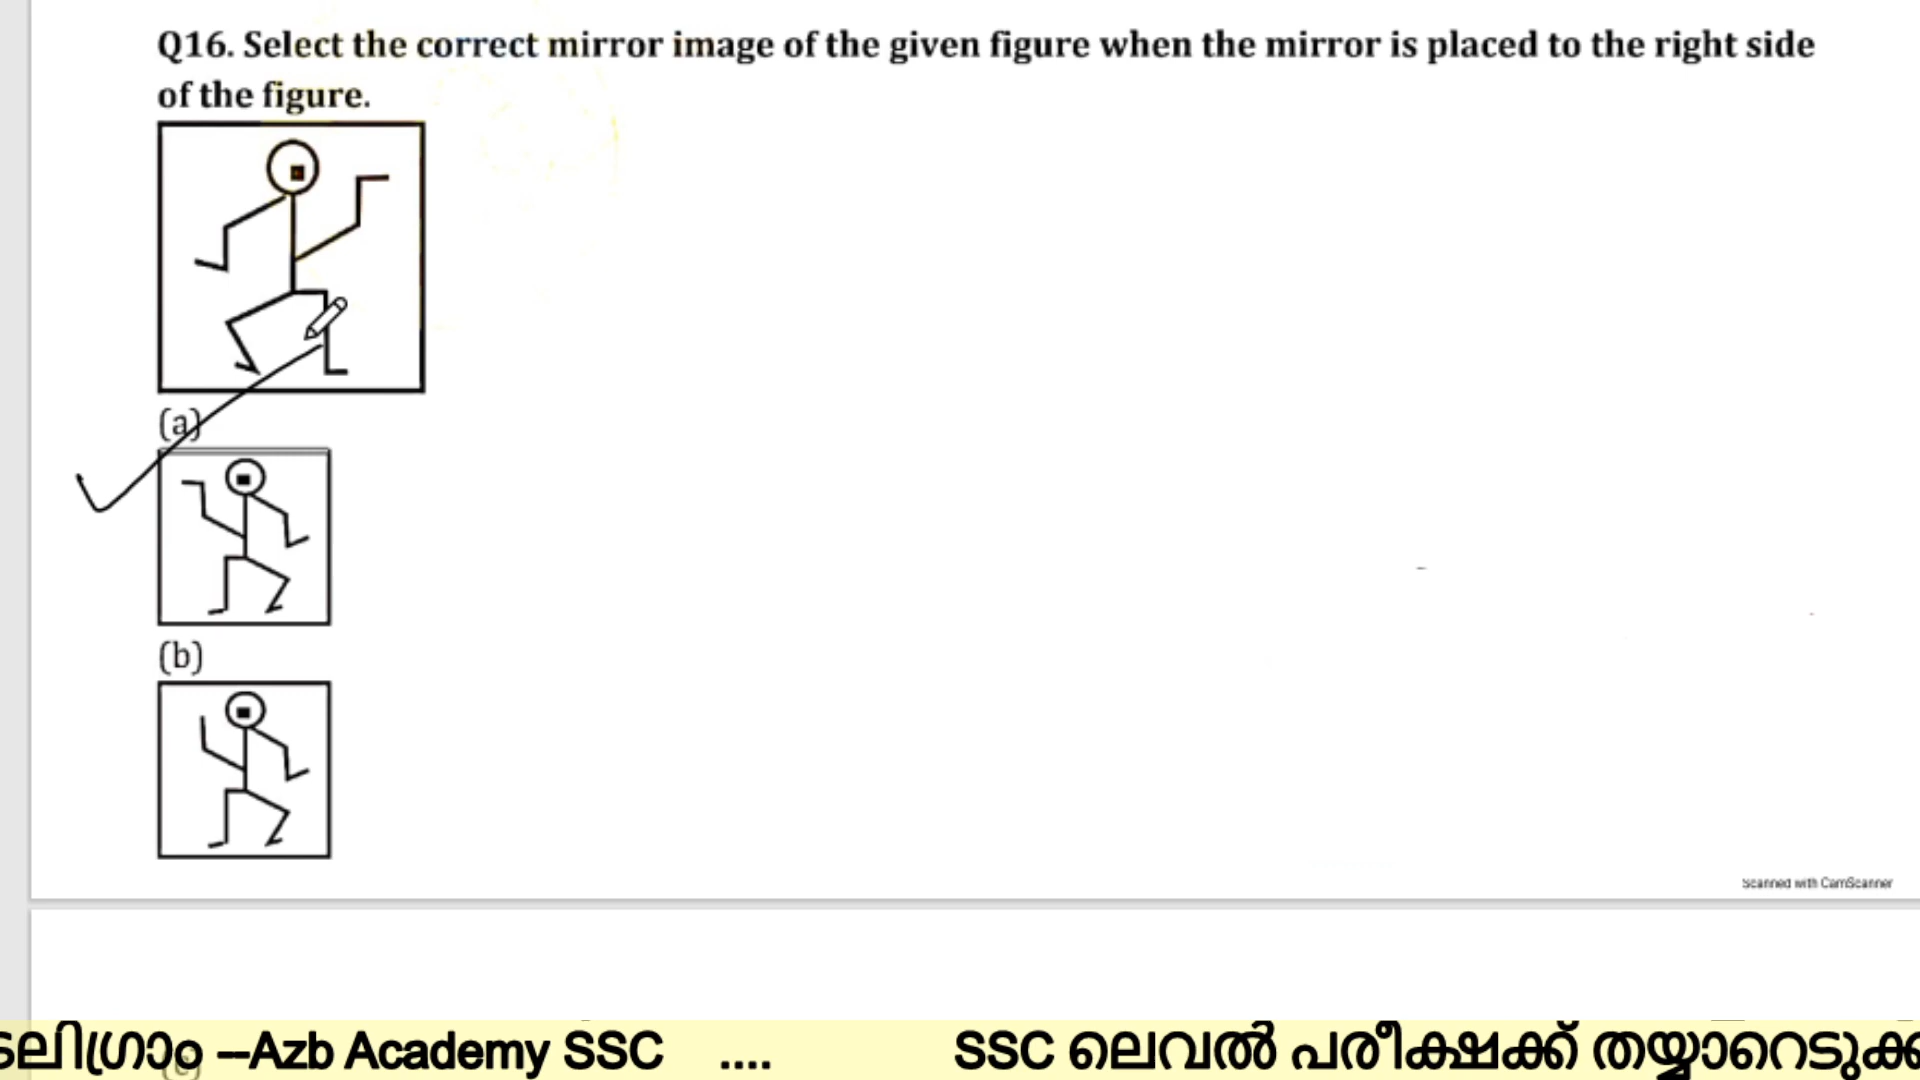 Q16. Select the correct mirror image of the given figure when the mirror is placed to the right side
of the figure.
(a)
(b)
Scanned with CamScanner
ടെലിഗ്രാം --Azb Academy SSC .... SSC ലെവൽ പരീക്ഷക്ക്